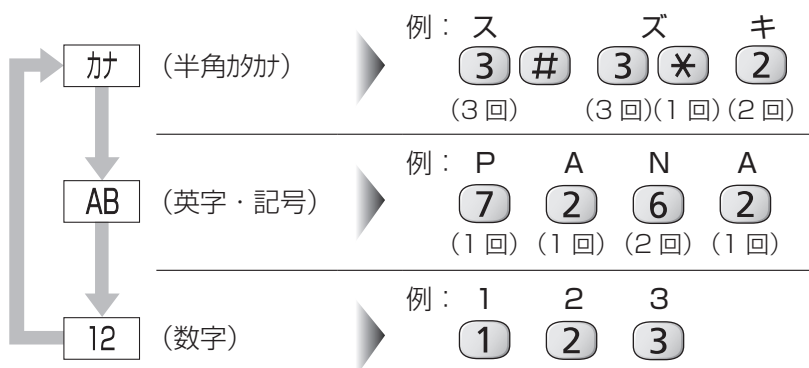 例： ス ズ キ
ｶﾅ （半角ｶﾀｶﾅ） 3 # 3 * 2
（3 回） （3 回）（1 回）（2 回）
例： P A N A
AB （英字・記号） 7 2 6 2
（1 回） （1 回） （2 回） （1 回）
例： 1 2 3
12 （数字） 1 2 3